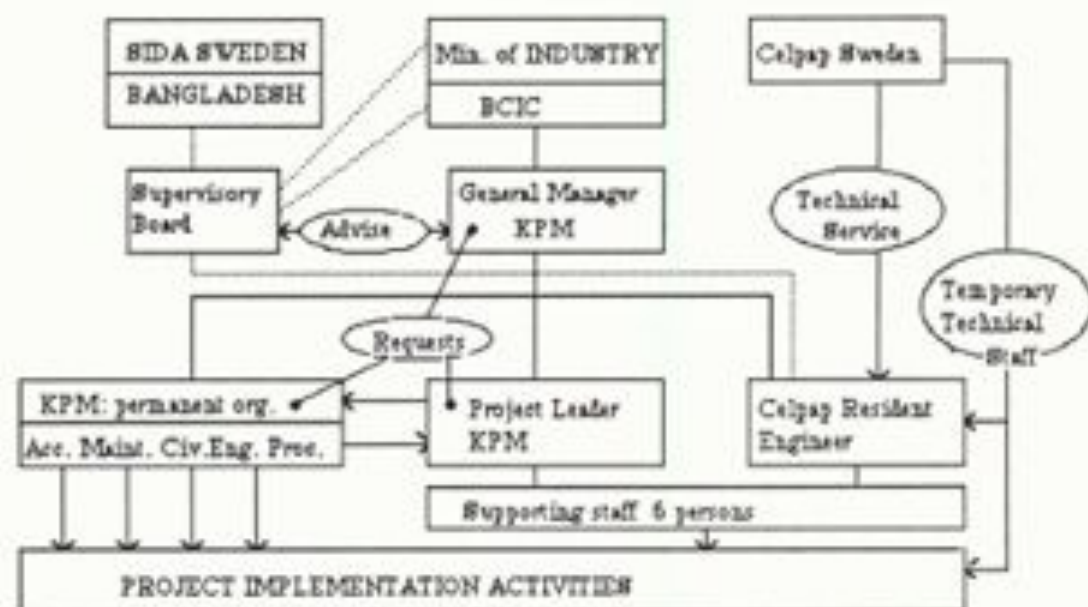 SIDA SWEDEN
BANGLADESH
Min. of INDUSTRY
BCIC
Celpap Sweden
Supervisory
Board
Advise
General Manager
KPM
Technical
Service
Temporary
Technical
Staff
Requests
KPM: permanent org.
Acc. Maint. Civ.Eng. Proc.
Project Leader
KPM
Celpap Resident
Engineer
Supporting staff 6 persons
PROJECT IMPLEMENTATION ACTIVITIES